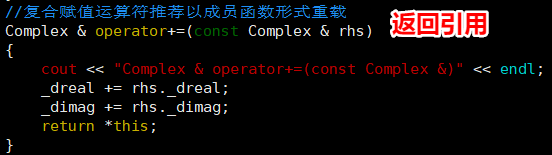 //复合赋值运算符推荐以成员函数形式重载
Complex & operator+=(const Complex & rhs) 返回引用
{
    cout << "Complex & operator+=(const Complex &)" << endl;
    _dreal += rhs._dreal;
    _dimag += rhs._dimag;
    return *this;
}